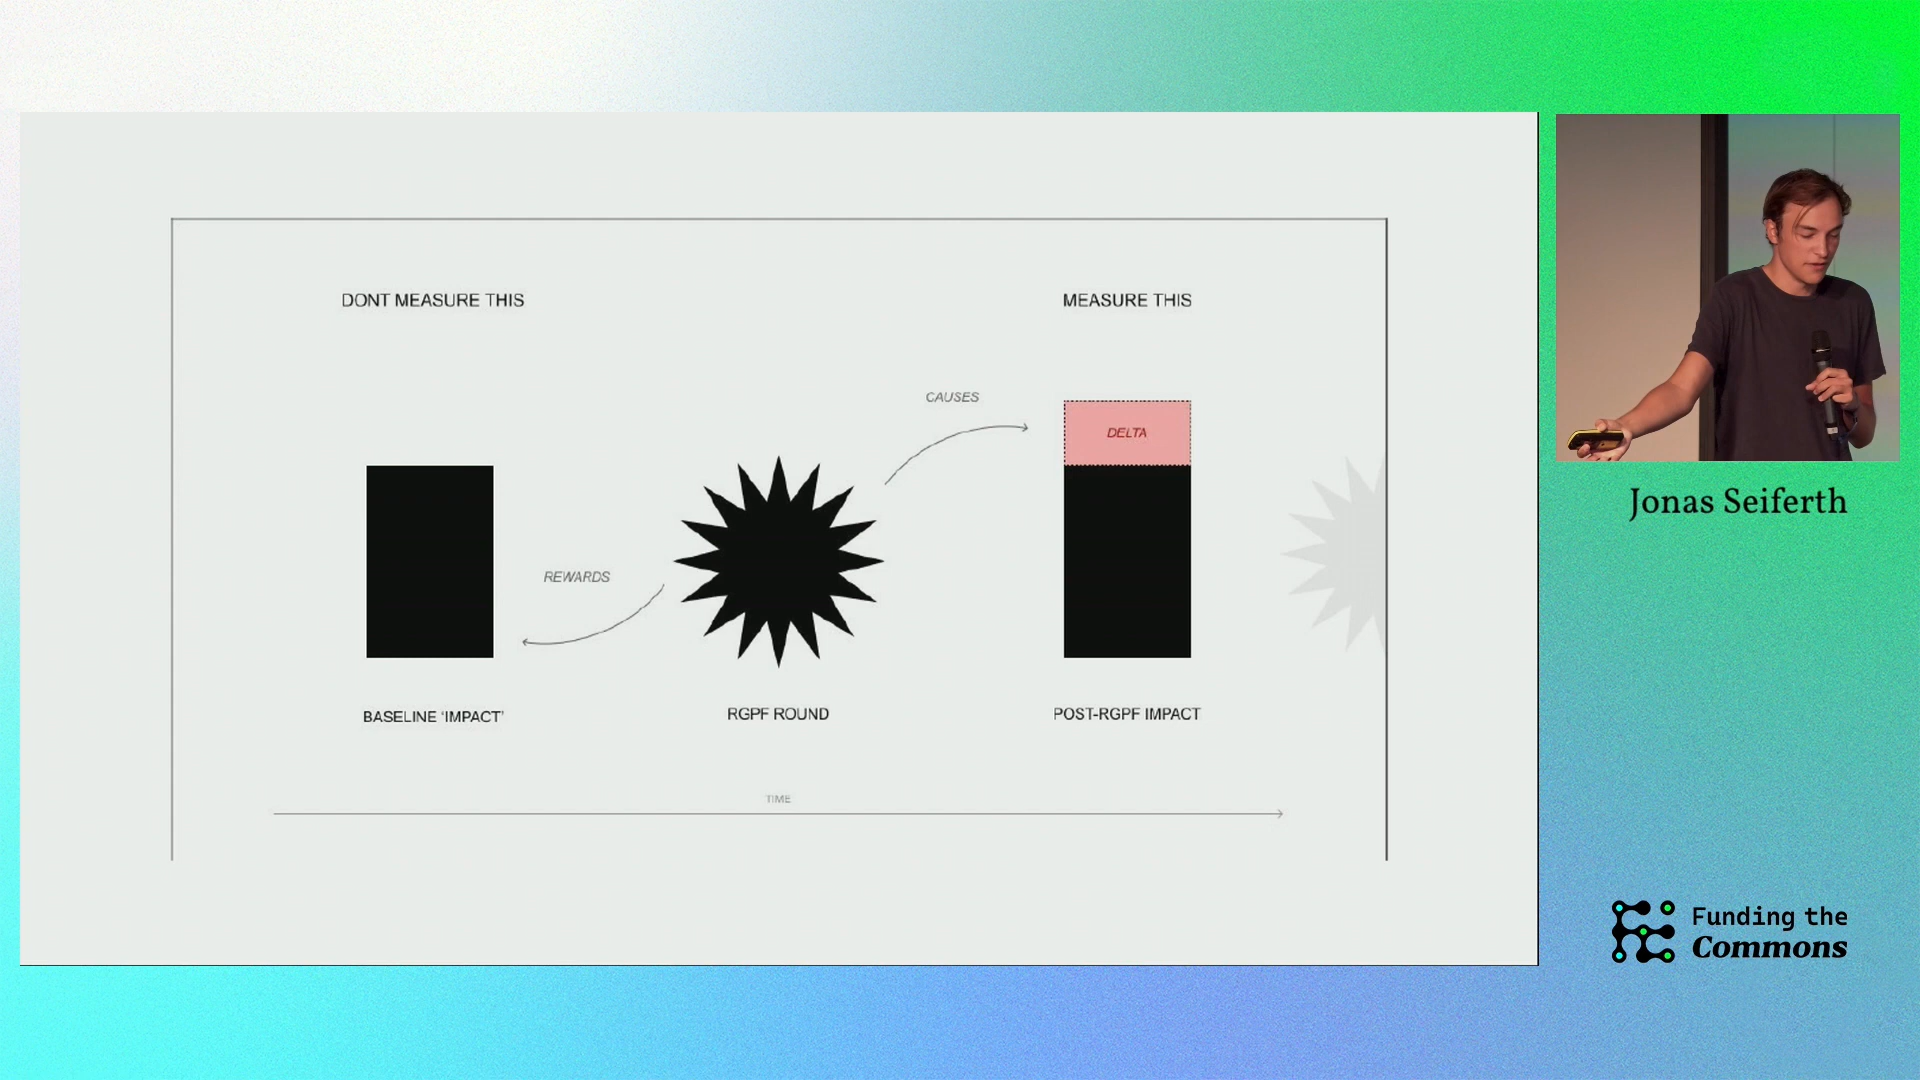 DONT MEASURE THIS
MEASURE THIS
CAUSES
DELTA
REWARDS
BASELINE 'IMPACT'
RGPF ROUND
POST-RGPF IMPACT
TIME
Jonas Seiferth
Funding the
Commons